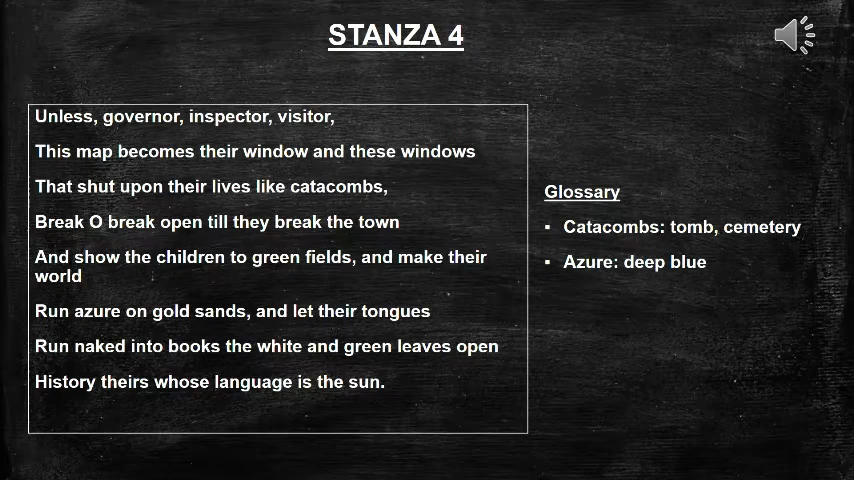 STANZA 4
Unless, governor, inspector, visitor,
This map becomes their window and these windows
That shut upon their lives like catacombs,
Break O break open till they break the town
And show the children to green fields, and make their
world
Run azure on gold sands, and let their tongues
Run naked into books the white and green leaves open
History theirs whose language is the sun.
Glossary
▪ Catacombs: tomb, cemetery
▪ Azure: deep blue